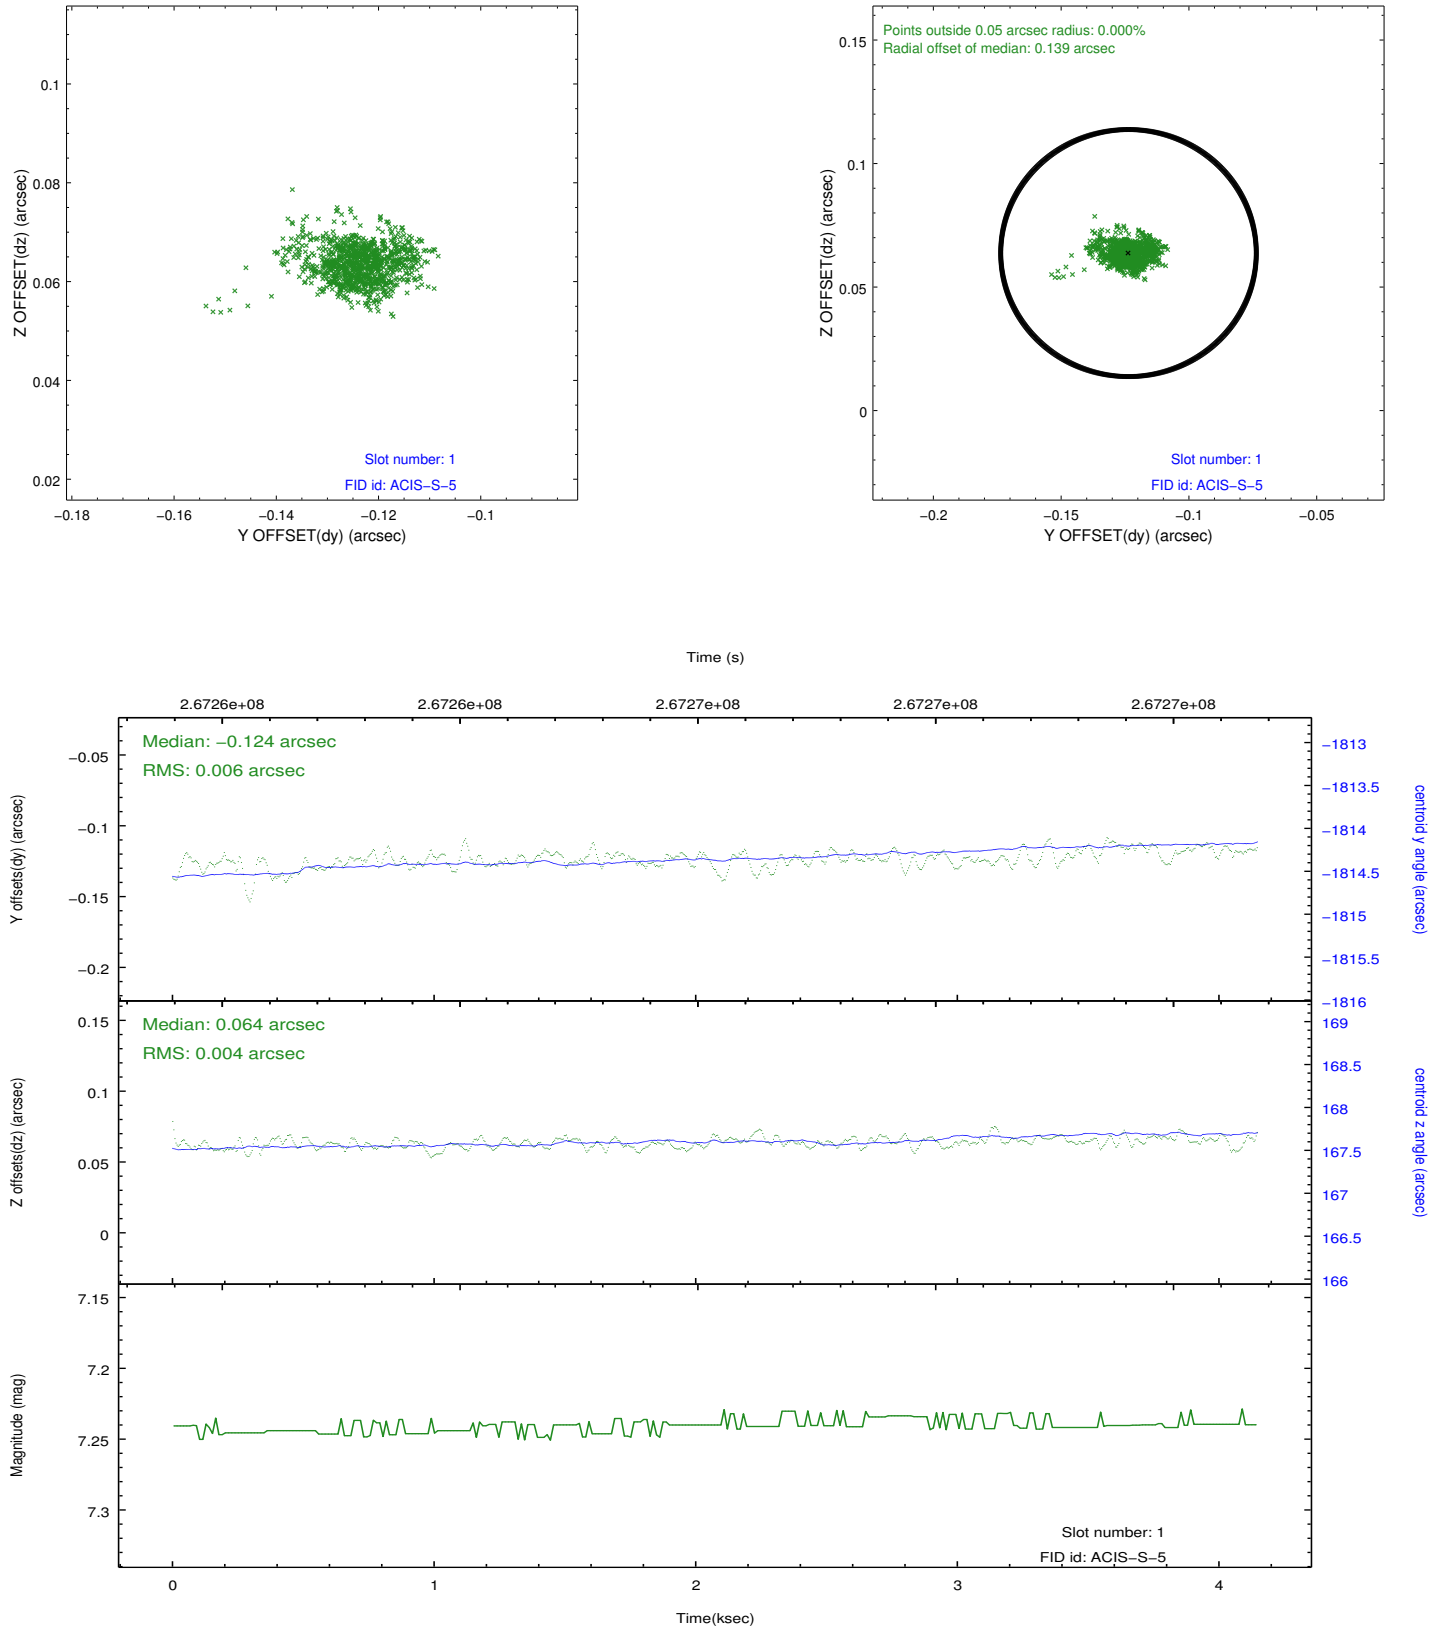 0.1
0.08
0.06
0.04
0.02
Z OFFSET(dz) (arcsec)
−0.18 −0.16 −0.14 −0.12 −0.1
Y OFFSET(dy) (arcsec)
Slot number: 1
FID id: ACIS−S−5
Points outside 0.05 arcsec radius: 0.000%
Radial offset of median: 0.139 arcsec
0.15
0.1
0.05
0
Z OFFSET(dz) (arcsec)
−0.2 −0.15 −0.1 −0.05
Y OFFSET(dy) (arcsec)
Slot number: 1
FID id: ACIS−S−5
Time (s)
2.6726e+08 2.6726e+08 2.6727e+08 2.6727e+08 2.6727e+08
Median: −0.124 arcsec
RMS: 0.006 arcsec
−0.05
−0.1
−0.15
−0.2
Y offsets(dy) (arcsec)
−1813
−1813.5
−1814
−1814.5
−1815
−1815.5
−1816
centroid y angle (arcsec)
Median: 0.064 arcsec
RMS: 0.004 arcsec
0.15
0.1
0.05
0
Z offsets(dz) (arcsec)
169
168.5
168
167.5
167
166.5
166
centroid z angle (arcsec)
7.15
7.2
7.25
7.3
Magnitude (mag)
Slot number: 1
FID id: ACIS−S−5
0 1 2 3 4
Time(ksec)